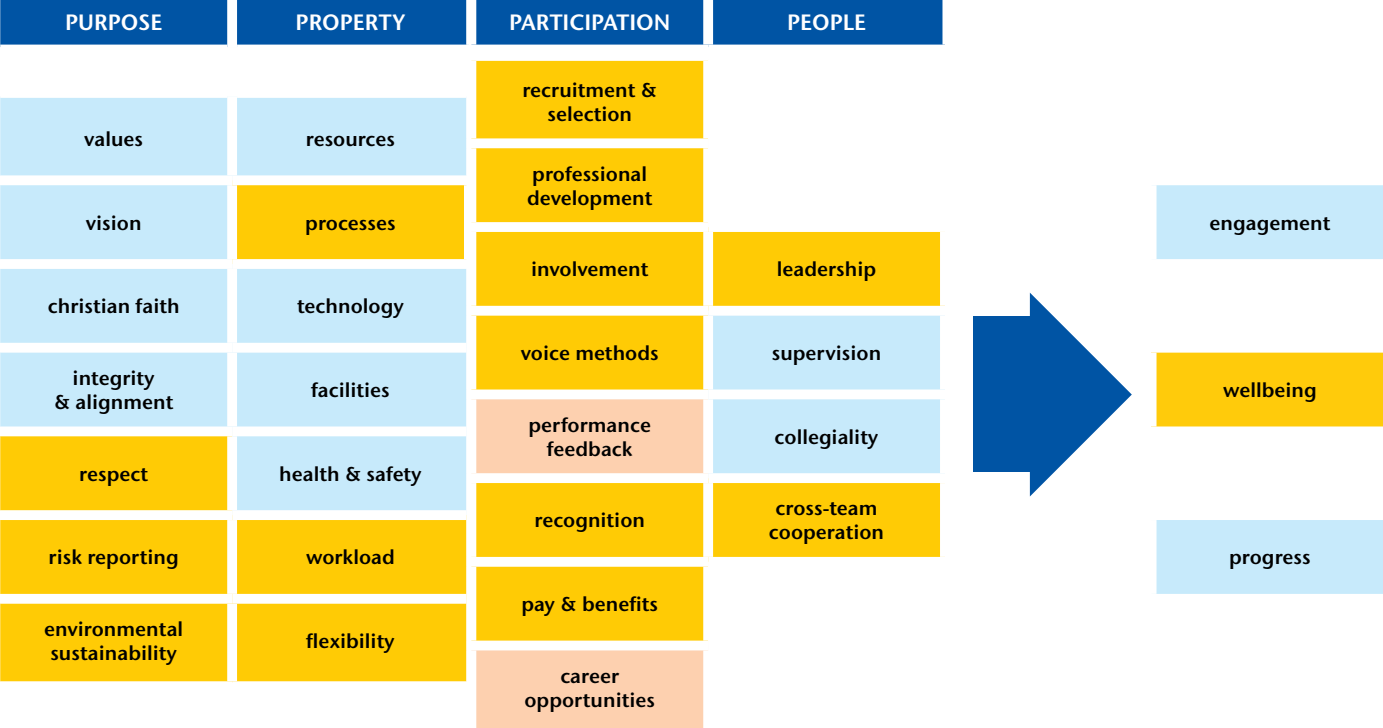 PURPOSE
values
vision
christian faith
integrity
& alignment
respect
risk reporting
environmental
sustainability
PROPERTY
resources
processes
technology
facilities
health & safety
workload
flexibility
PARTICIPATION
recruitment &
selection
professional
development
involvement
voice methods
performance
feedback
recognition
pay & benefits
career
opportunities
PEOPLE
leadership
supervision
collegiality
cross-team
cooperation
engagement
wellbeing
progress